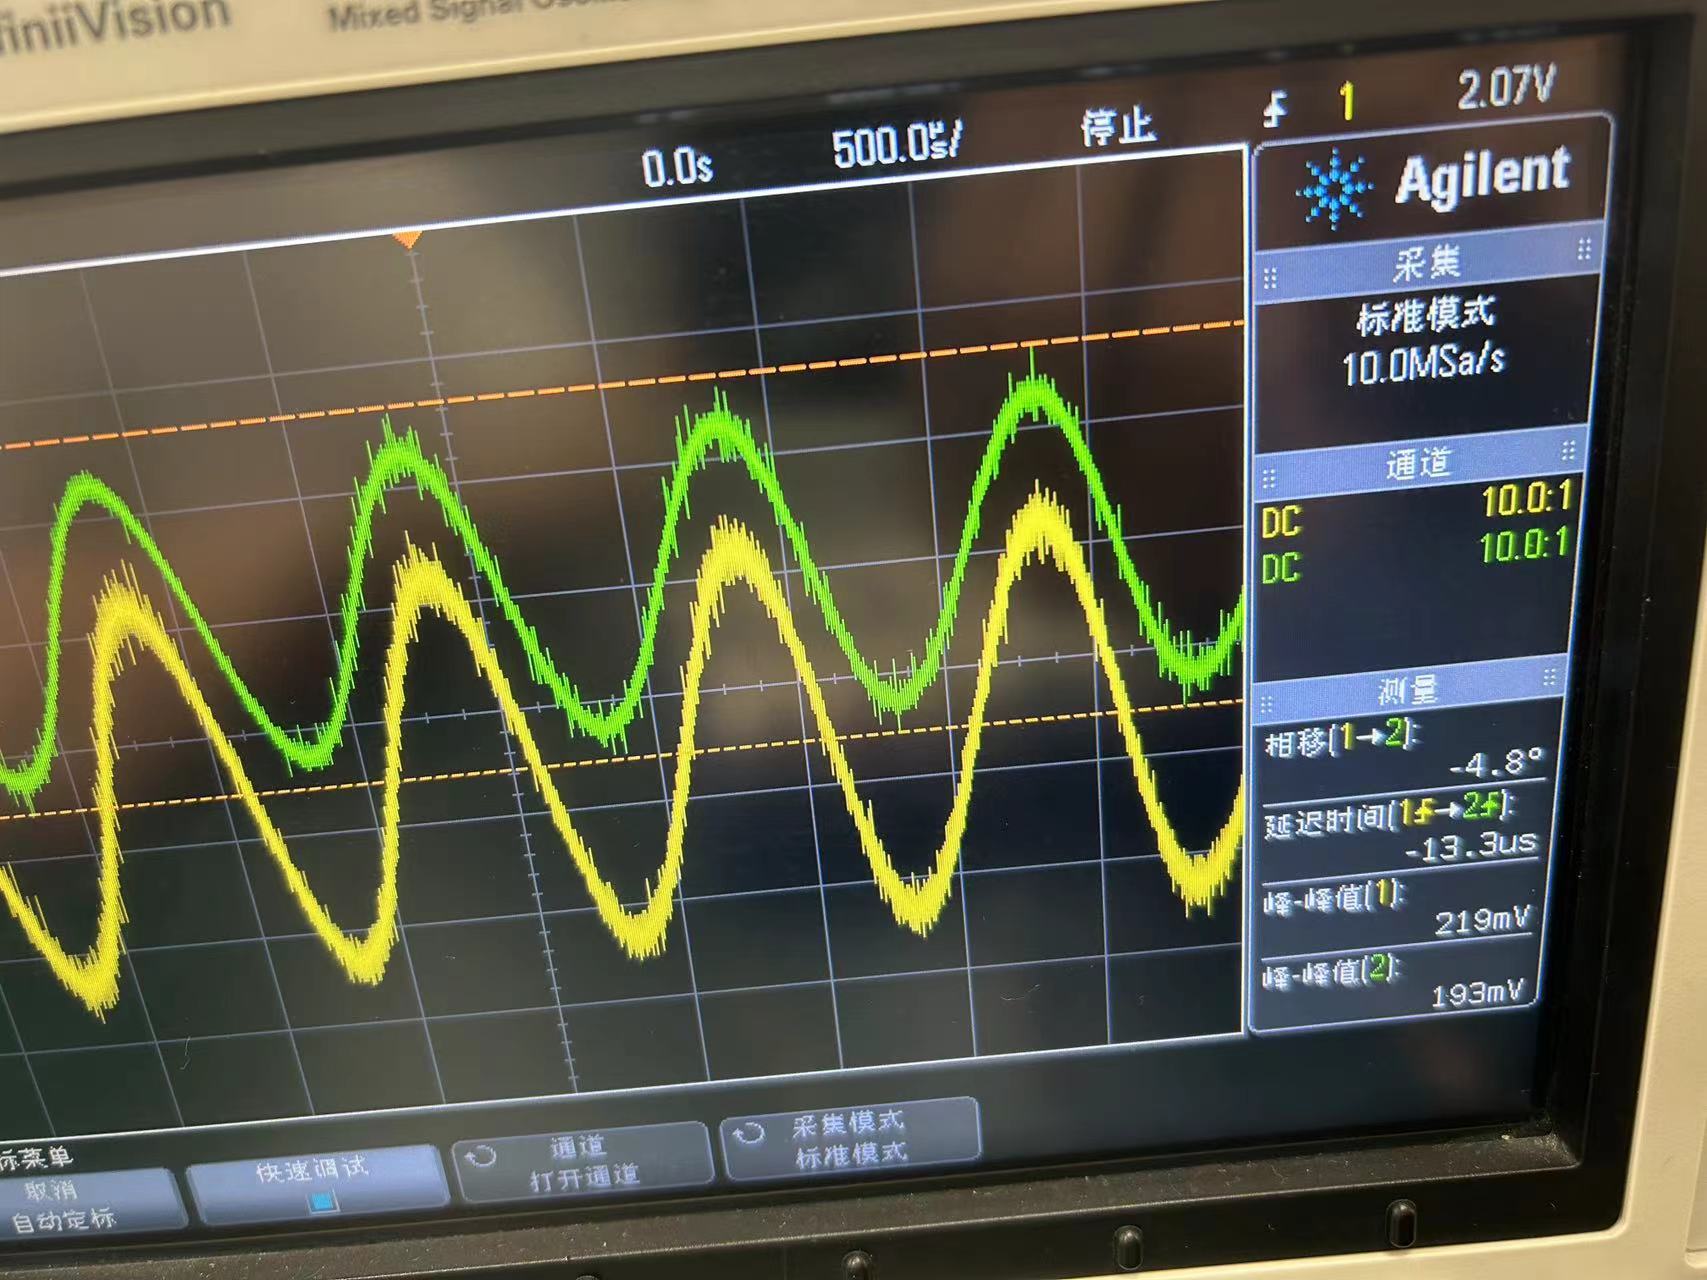 finiiVision
Mixed Signal
0.0s 500.0µs/ 停止 1 2.07V
Agilent
采集
标准模式
10.0MSa/s
通道
DC 10.0:1
DC 10.0:1
测量
相移(1→2):
-4.8°
延迟时间(1→2):
-13.3us
峰-峰值(1):
219mV
峰-峰值(2):
193mV
标菜单
取消
自动定标
快速调试
通道
打开通道
采集模式
标准模式